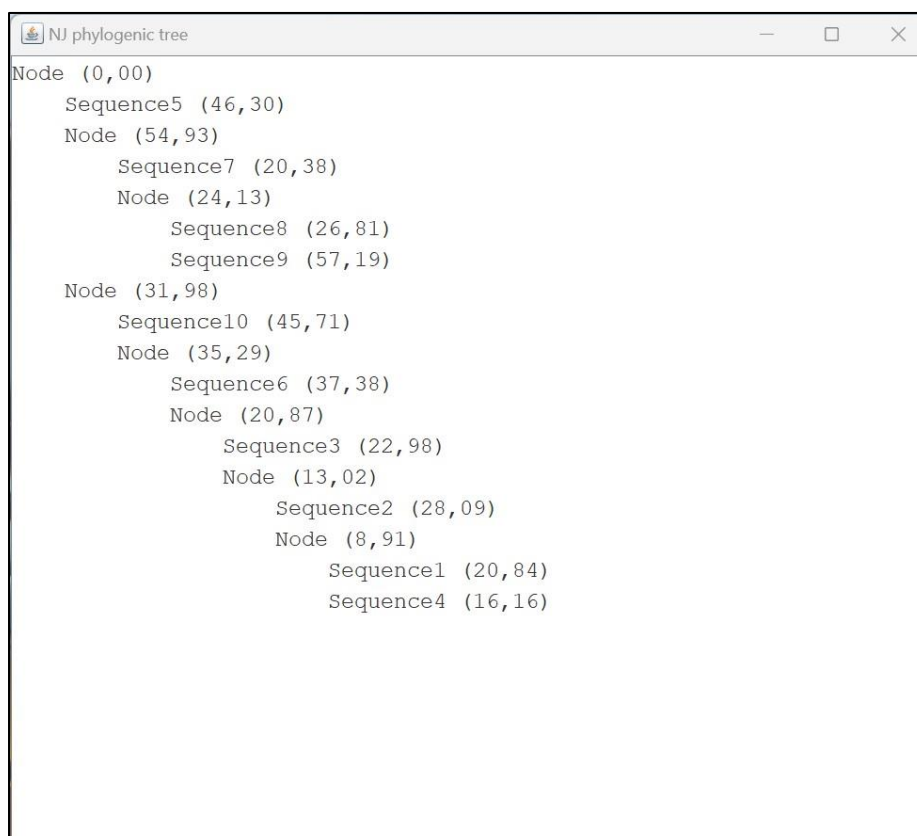 NJ phylogenic tree
Node (0,00)
Sequence5 (46,30)
Node (54,93)
Sequence7 (20,38)
Node (24,13)
Sequence8 (26,81)
Sequence9 (57,19)
Node (31,98)
Sequence10 (45,71)
Node (35,29)
Sequence6 (37,38)
Node (20,87)
Sequence3 (22,98)
Node (13,02)
Sequence2 (28,09)
Node (8,91)
Sequence1 (20,84)
Sequence4 (16,16)